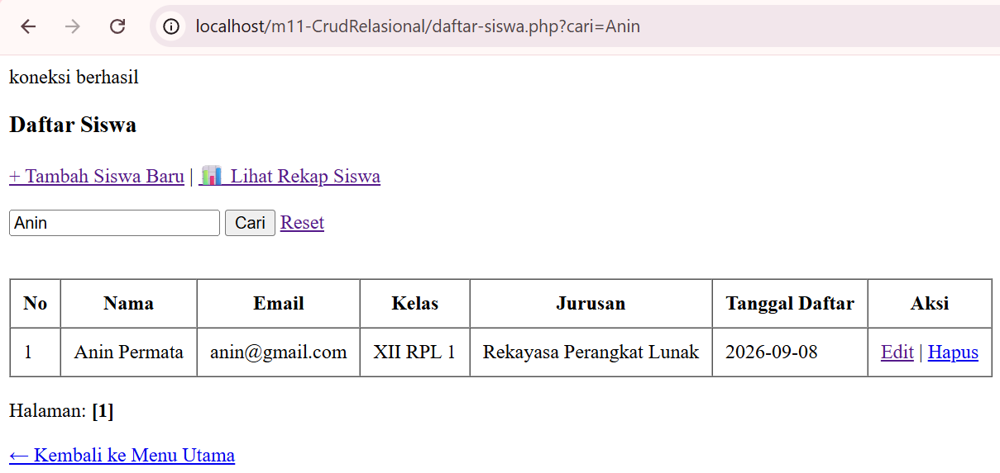 localhost/m11-CrudRelasional/daftar-siswa.php?cari=Anin
koneksi berhasil
Daftar Siswa
+ Tambah Siswa Baru | 📊 Lihat Rekap Siswa
Anin Cari Reset
No Nama Email Kelas Jurusan Tanggal Daftar Aksi
1 Anin Permata anin@gmail.com XII RPL 1 Rekayasa Perangkat Lunak 2026-09-08 Edit | Hapus
Halaman: [1]
← Kembali ke Menu Utama